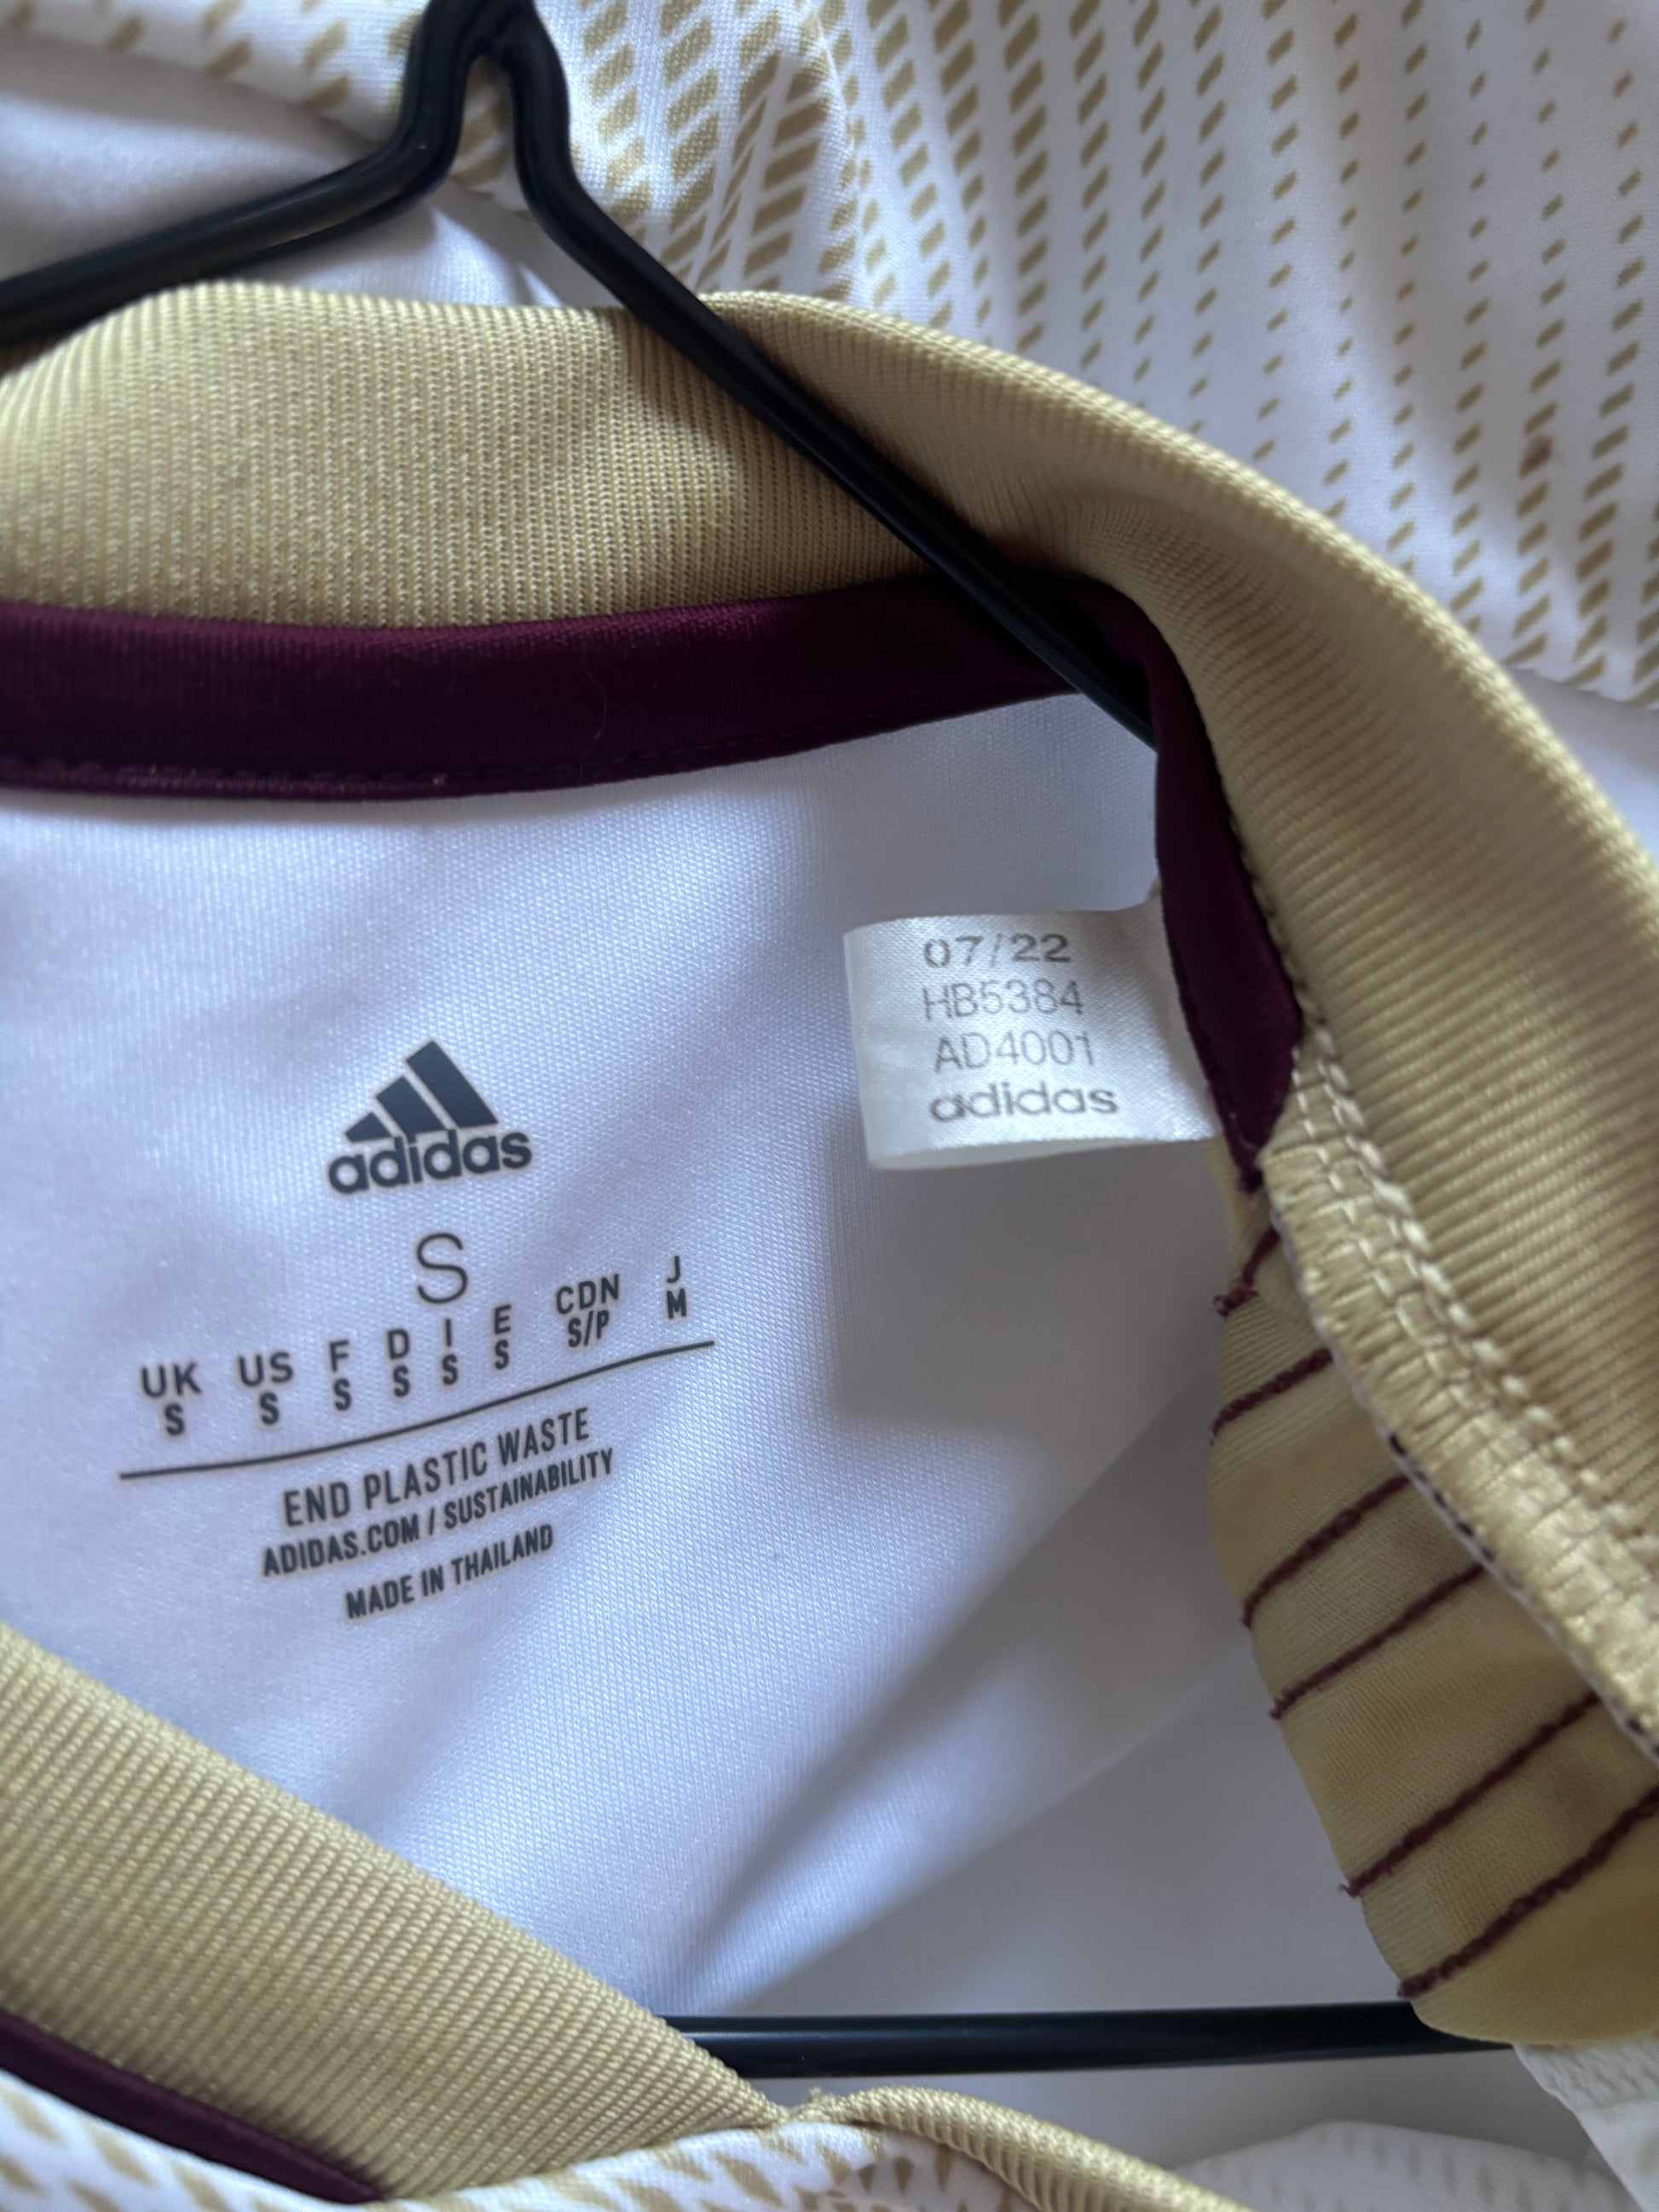 07/22
HB5384
AD4001
adidas
adidas
S
UK US F D I E CDN J
S S S S S S S/P M
END PLASTIC WASTE
ADIDAS.COM / SUSTAINABILITY
MADE IN THAILAND